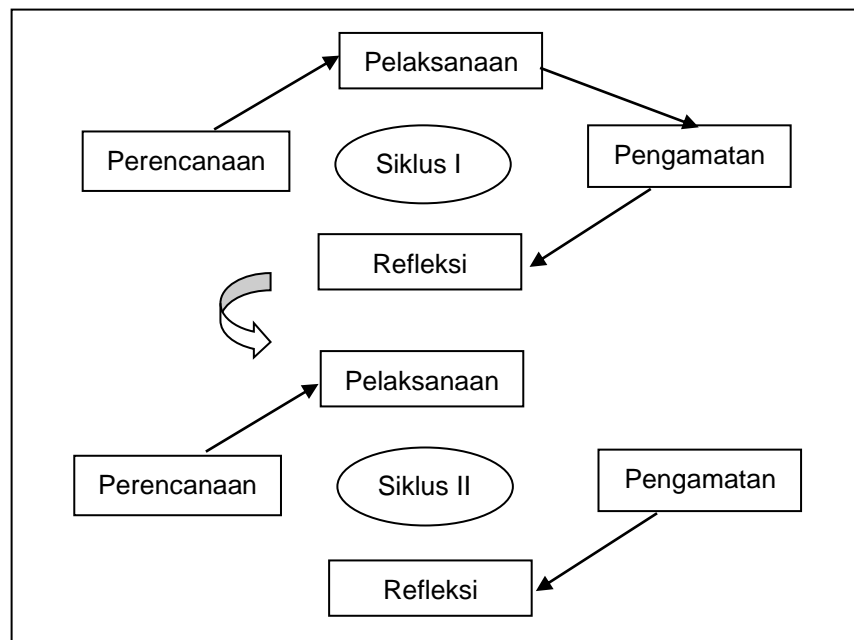 Pelaksanaan
Perencanaan
Siklus I
Pengamatan
Refleksi
Pelaksanaan
Perencanaan
Siklus II
Pengamatan
Refleksi